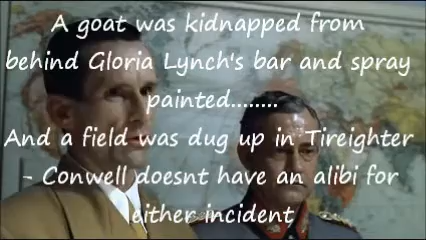 A goat was kidnapped from
behind Gloria Lynch's bar and spray
painted........
And a field was dug up in Tireighter
- Conwell doesnt have an alibi for
either incident